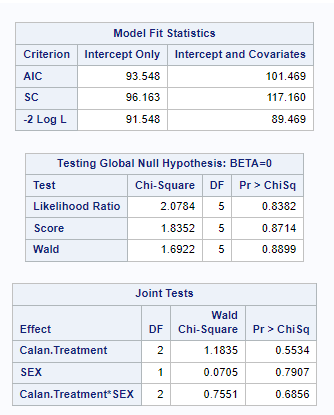 Model Fit Statistics
Criterion Intercept Only Intercept and Covariates
AIC 93.548 101.469
SC 96.163 117.160
-2 Log L 91.548 89.469
Testing Global Null Hypothesis: BETA=0
Test Chi-Square DF Pr > ChiSq
Likelihood Ratio 2.0784 5 0.8382
Score 1.8352 5 0.8714
Wald 1.6922 5 0.8899
Joint Tests
Effect DF Wald Chi-Square Pr > ChiSq
Calan.Treatment 2 1.1835 0.5534
SEX 1 0.0705 0.7907
Calan.Treatment*SEX 2 0.7551 0.6856